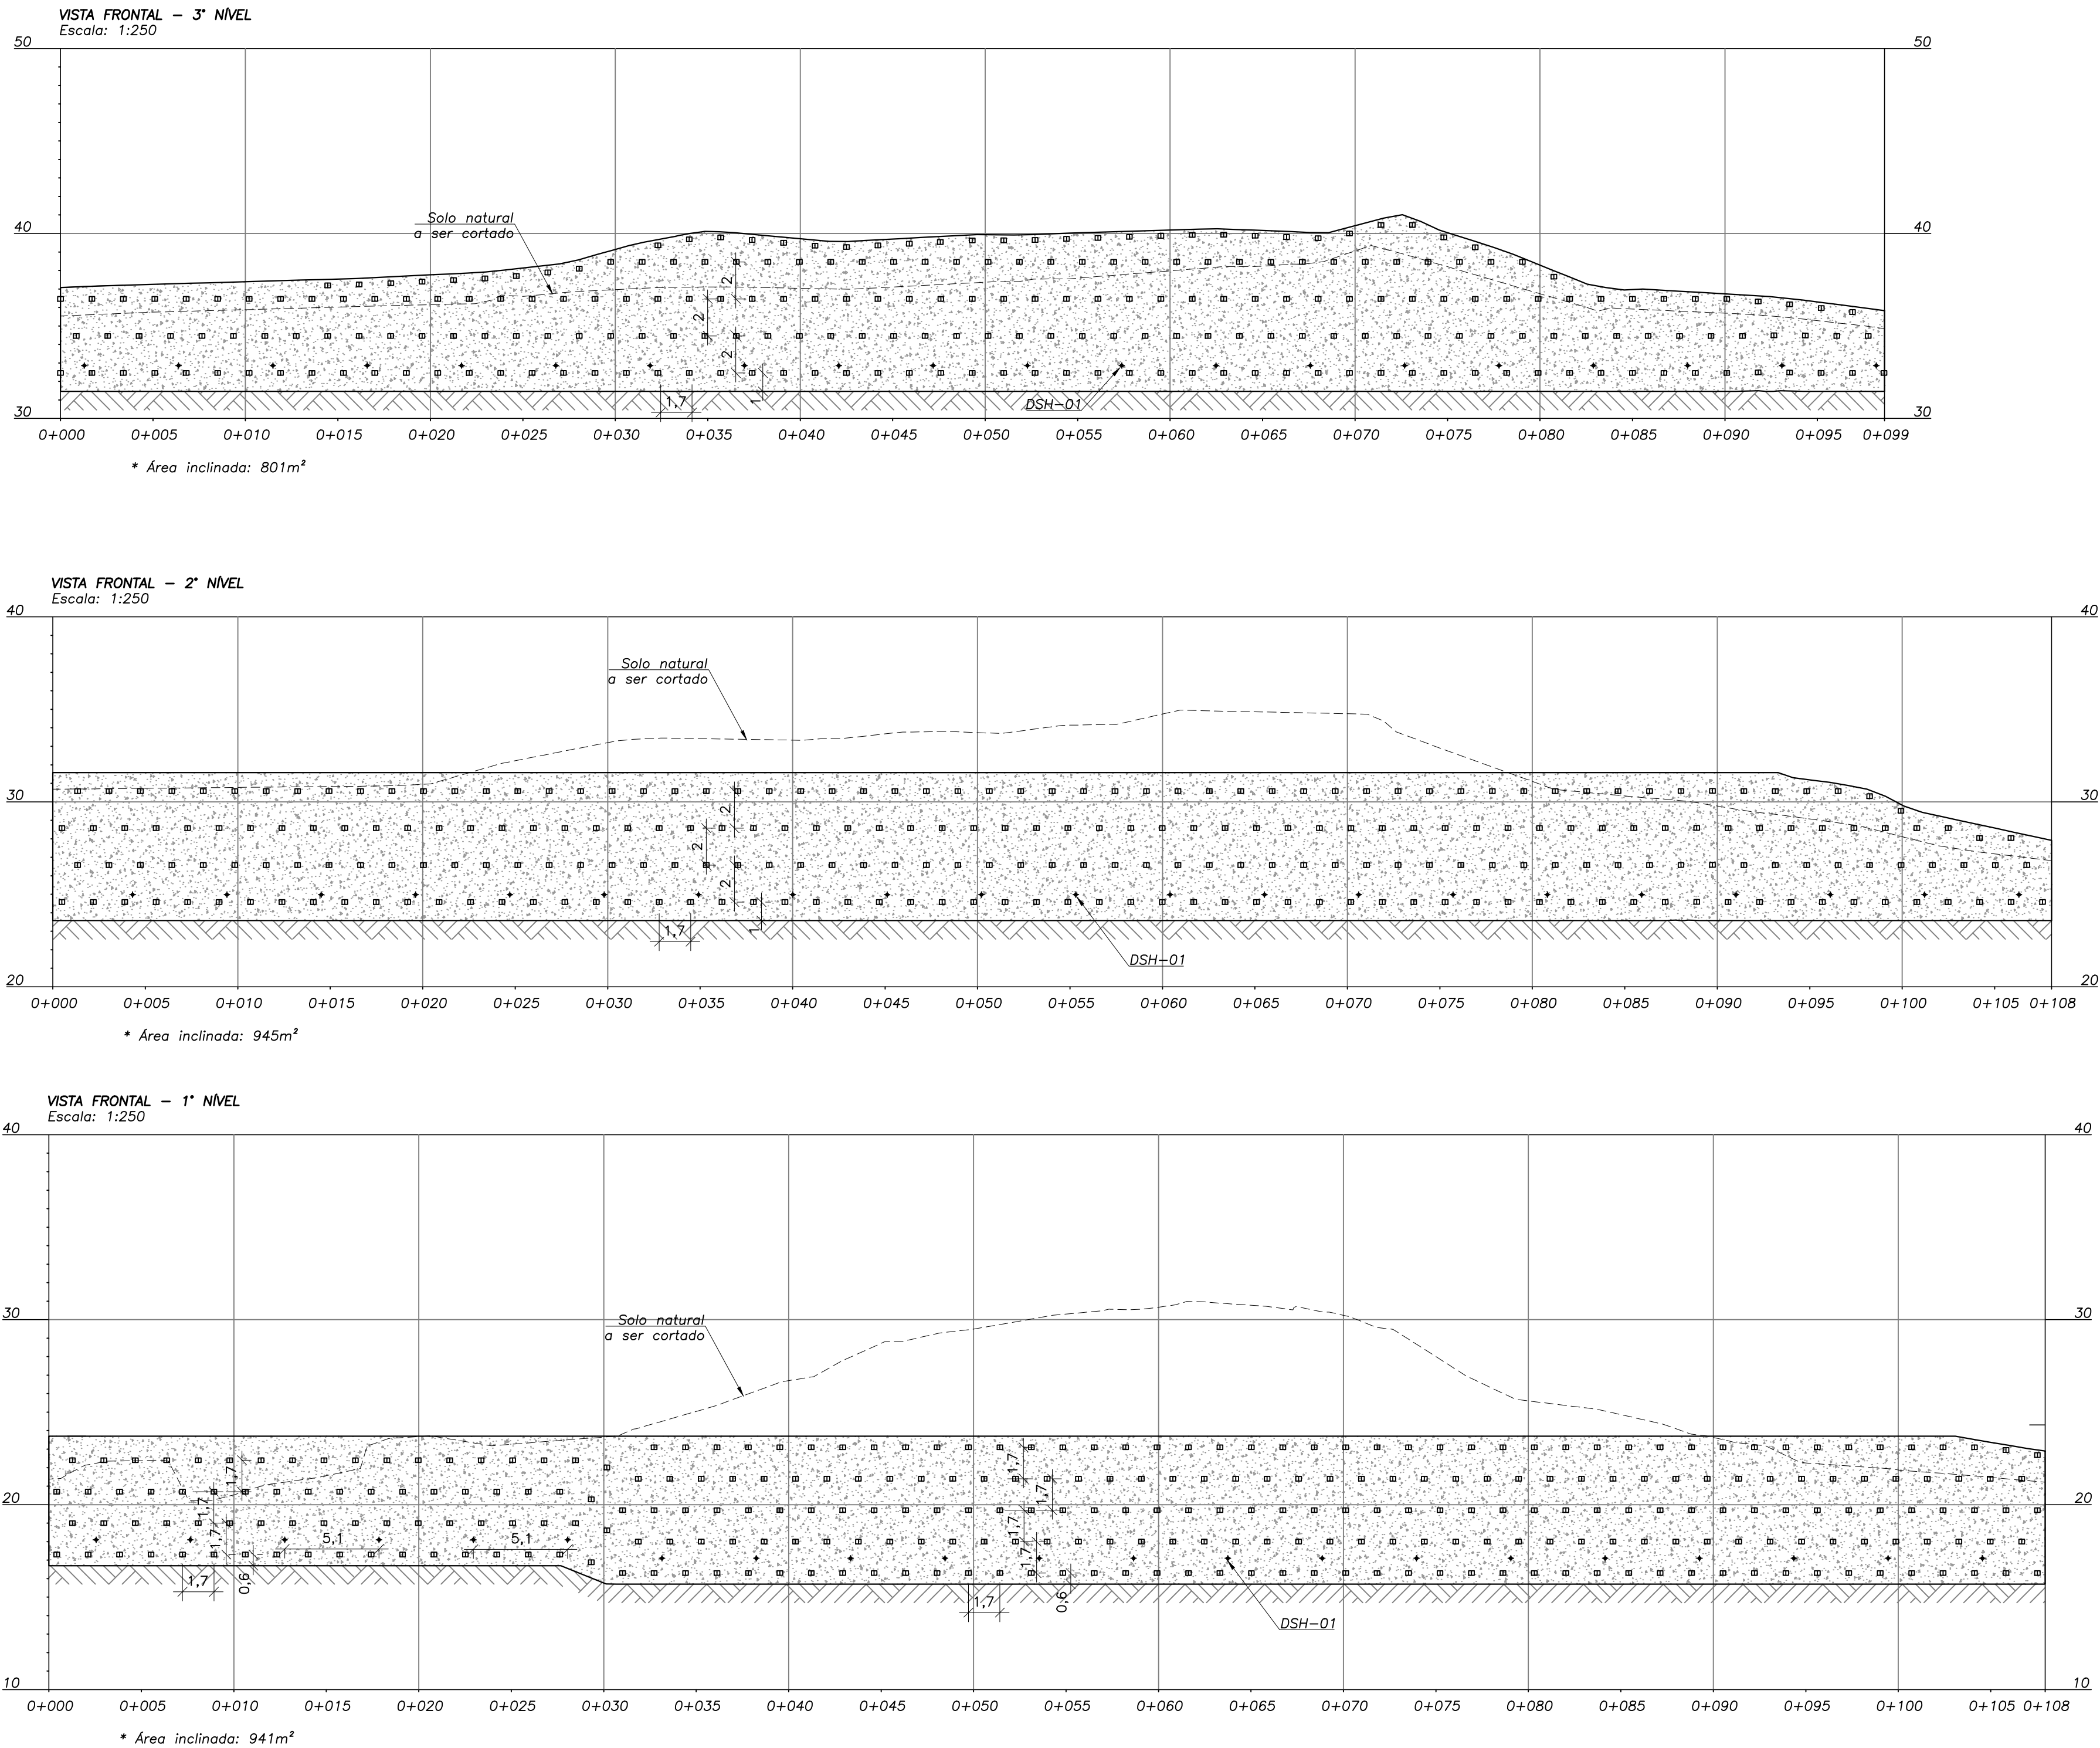 VISTA FRONTAL – 3° NÍVEL
Escala: 1:250
50 50
Solo natural
a ser cortado
40 40
2
2
2
1,7
1
DSH–01
30 30
0+000 0+005 0+010 0+015 0+020 0+025 0+030 0+035 0+040 0+045 0+050 0+055 0+060 0+065 0+070 0+075 0+080 0+085 0+090 0+095 0+099
* Área inclinada: 801m²
VISTA FRONTAL – 2° NÍVEL
Escala: 1:250
40 40
Solo natural
a ser cortado
30 30
2
2
2
1,7
1
DSH–01
20 20
0+000 0+005 0+010 0+015 0+020 0+025 0+030 0+035 0+040 0+045 0+050 0+055 0+060 0+065 0+070 0+075 0+080 0+085 0+090 0+095 0+100 0+105 0+108
* Área inclinada: 945m²
VISTA FRONTAL – 1° NÍVEL
Escala: 1:250
40 40
30 30
Solo natural
a ser cortado
1,7
1,7
20 20
1,7
1,7
1,7
5,1 5,1
1,7
1,7
1,7
0,6
1,7
0,6
DSH–01
10 10
0+000 0+005 0+010 0+015 0+020 0+025 0+030 0+035 0+040 0+045 0+050 0+055 0+060 0+065 0+070 0+075 0+080 0+085 0+090 0+095 0+100 0+105 0+108
* Área inclinada: 941m²